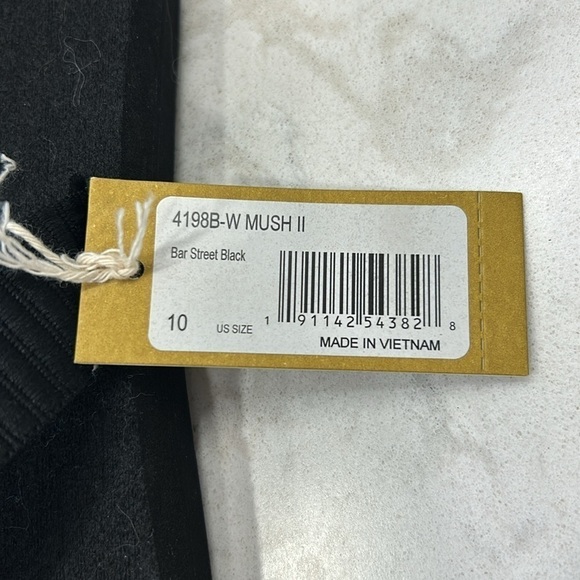 4198B-W MUSH II
Bar Street Black
10 US SIZE
1 91142 54382 8
MADE IN VIETNAM